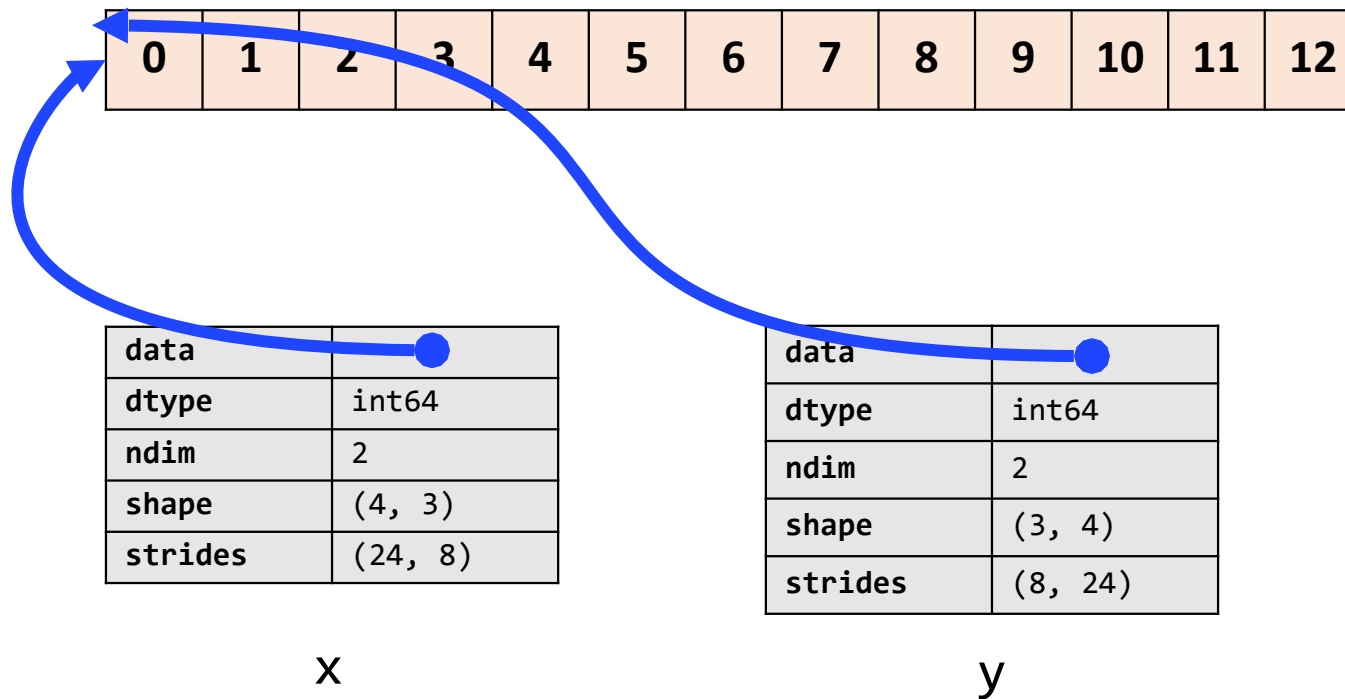 0 1 2 3 4 5 6 7 8 9 10 11 12
data
dtype int64
ndim 2
shape (4, 3)
strides (24, 8)
x
data
dtype int64
ndim 2
shape (3, 4)
strides (8, 24)
y